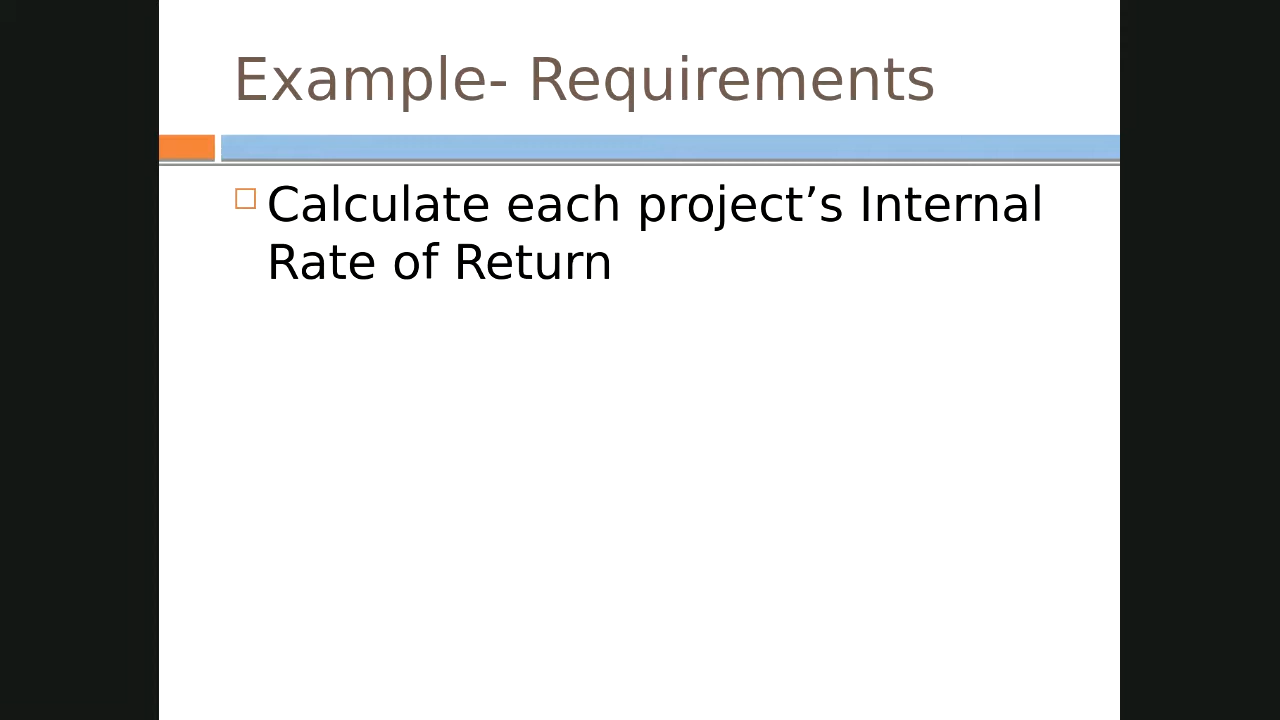 Example- Requirements
Calculate each project’s Internal
Rate of Return